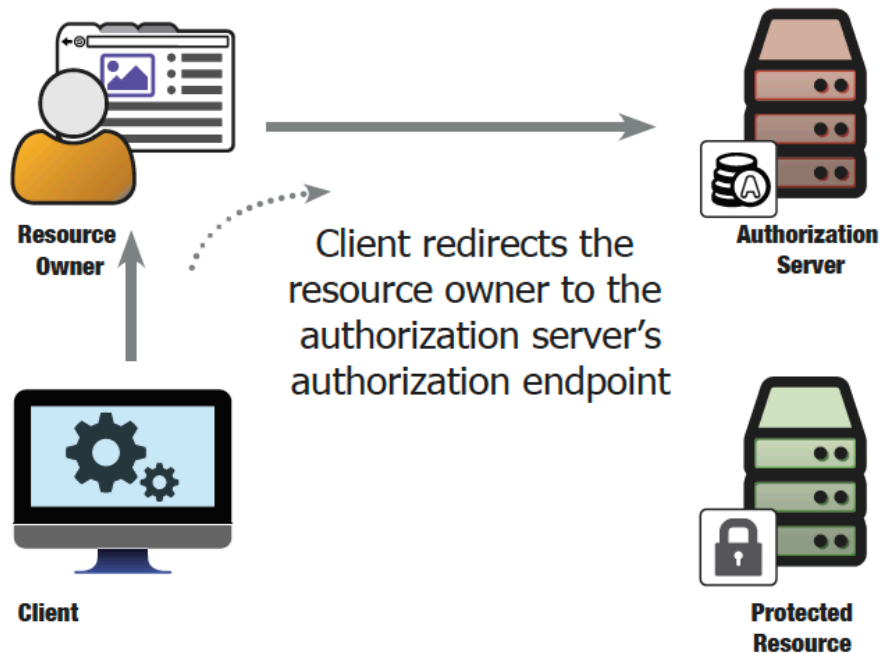 Resource
Owner
Authorization
Server
Client redirects the
resource owner to the
authorization server’s
authorization endpoint
A
Client
Protected
Resource